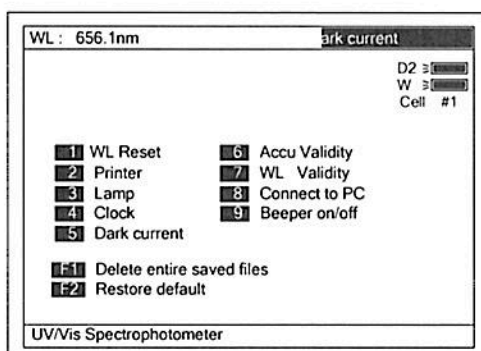 WL: 656.1nm
ark current
D2
W
Cell #1
1 WL Reset
2 Printer
3 Lamp
4 Clock
5 Dark current
6 Accu Validity
7 WL Validity
8 Connect to PC
9 Beeper on/off
F1 Delete entire saved files
F2 Restore default
UV/Vis Spectrophotometer